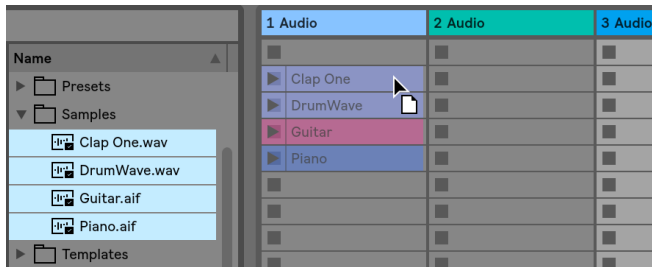 Name
Presets
Samples
Clap One.wav
DrumWave.wav
Guitar.aif
Piano.aif
Templates
1 Audio
2 Audio
3 Audio
Clap One
DrumWave
Guitar
Piano